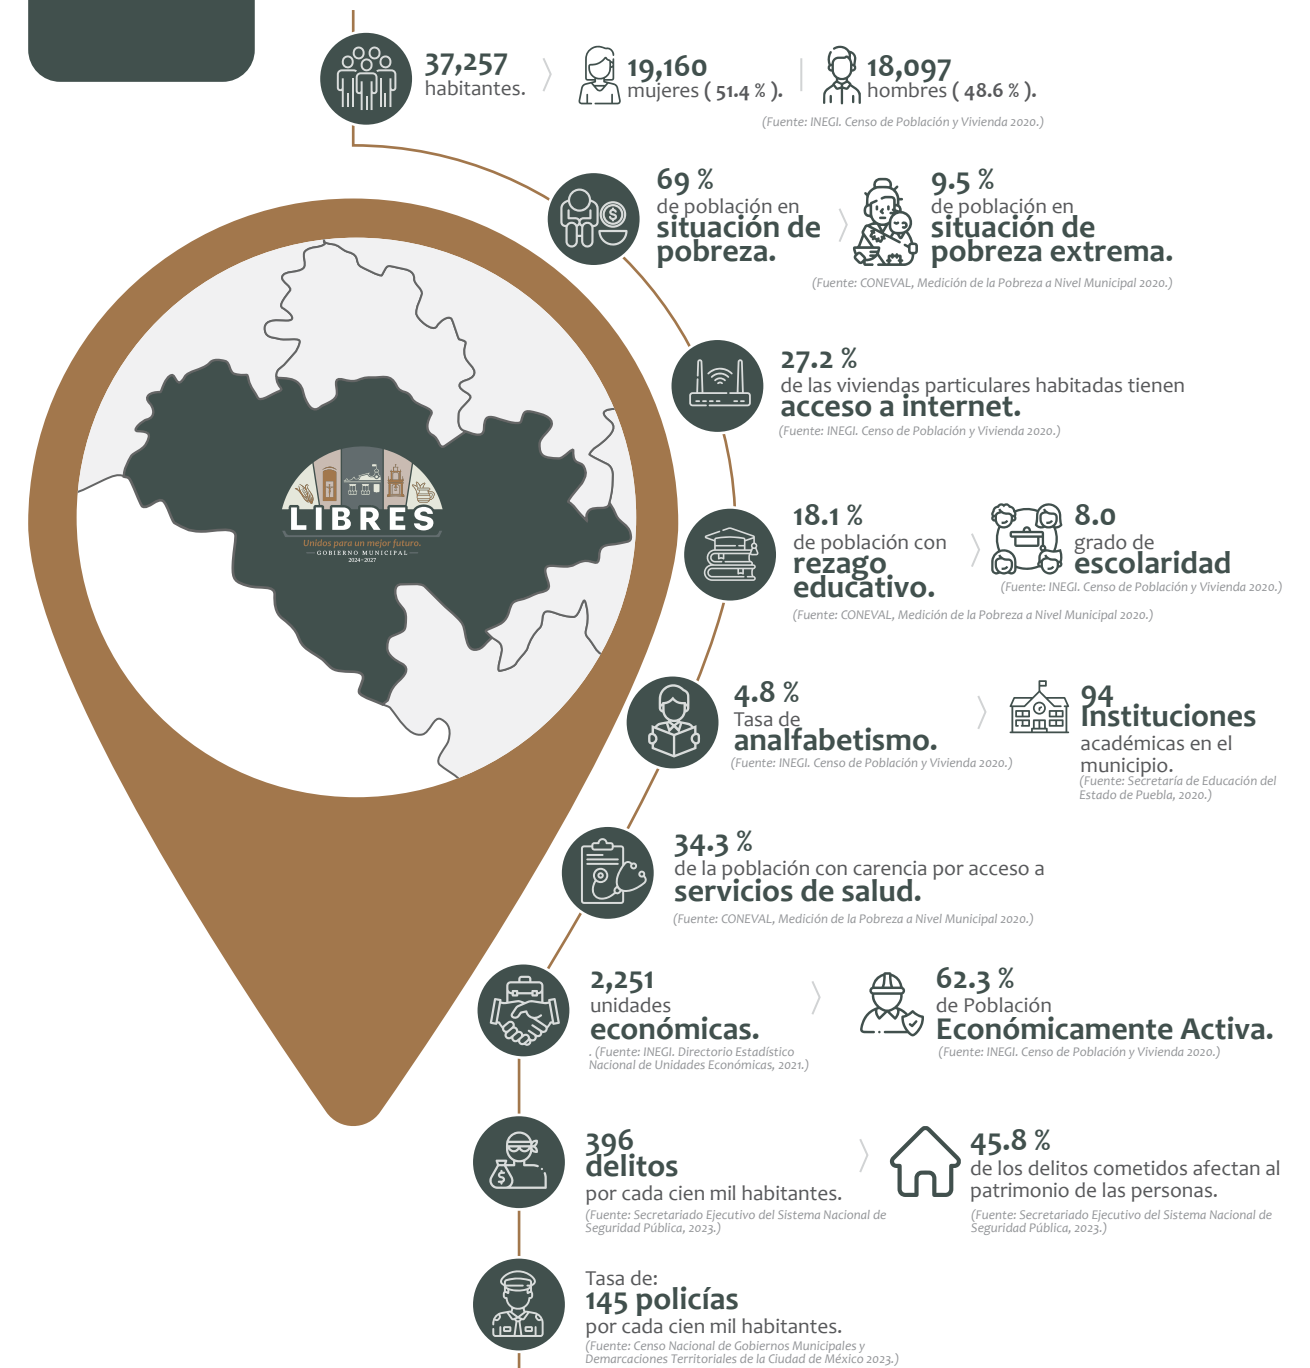 37,257
habitantes.
19,160
mujeres ( 51.4 % ).
18,097
hombres ( 48.6 % ).
(Fuente: INEGI. Censo de Población y Vivienda 2020.)
69 %
de población en
situación de
pobreza.
9.5 %
de población en
situación de
pobreza extrema.
(Fuente: CONEVAL, Medición de la Pobreza a Nivel Municipal 2020.)
27.2 %
de las viviendas particulares habitadas tienen
acceso a internet.
(Fuente: INEGI. Censo de Población y Vivienda 2020.)
LIBRES
Unidos para un mejor futuro.
GOBIERNO MUNICIPAL
2024-2027
18.1 %
de población con
rezago
educativo.
(Fuente: CONEVAL, Medición de la Pobreza a Nivel Municipal 2020.)
8.0
grado de
escolaridad
(Fuente: INEGI. Censo de Población y Vivienda 2020.)
4.8 %
Tasa de
analfabetismo.
(Fuente: INEGI. Censo de Población y Vivienda 2020.)
94
Instituciones
académicas en el
municipio.
(Fuente: Secretaría de Educación del
Estado de Puebla, 2020.)
34.3 %
de la población con carencia por acceso a
servicios de salud.
(Fuente: CONEVAL, Medición de la Pobreza a Nivel Municipal 2020.)
2,251
unidades
económicas.
. (Fuente: INEGI. Directorio Estadístico
Nacional de Unidades Económicas, 2021.)
62.3 %
de Población
Económicamente Activa.
(Fuente: INEGI. Censo de Población y Vivienda 2020.)
396
delitos
por cada cien mil habitantes.
(Fuente: Secretariado Ejecutivo del Sistema Nacional de
Seguridad Pública, 2023.)
45.8 %
de los delitos cometidos afectan al
patrimonio de las personas.
(Fuente: Secretariado Ejecutivo del Sistema Nacional de
Seguridad Pública, 2023.)
Tasa de:
145 policías
por cada cien mil habitantes.
(Fuente: Censo Nacional de Gobiernos Municipales y
Demarcaciones Territoriales de la Ciudad de México 2023.)